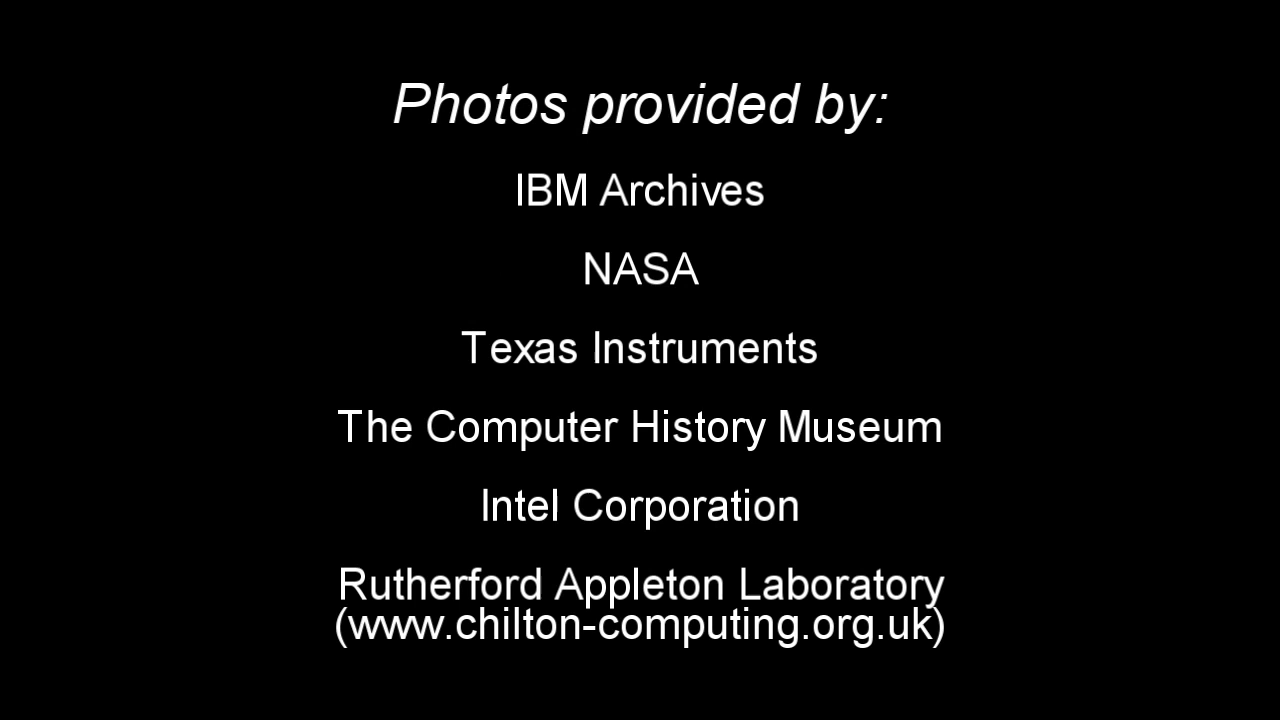 Photos provided by:
IBM Archives
NASA
Texas Instruments
The Computer History Museum
Intel Corporation
Rutherford Appleton Laboratory
(www.chilton-computing.org.uk)